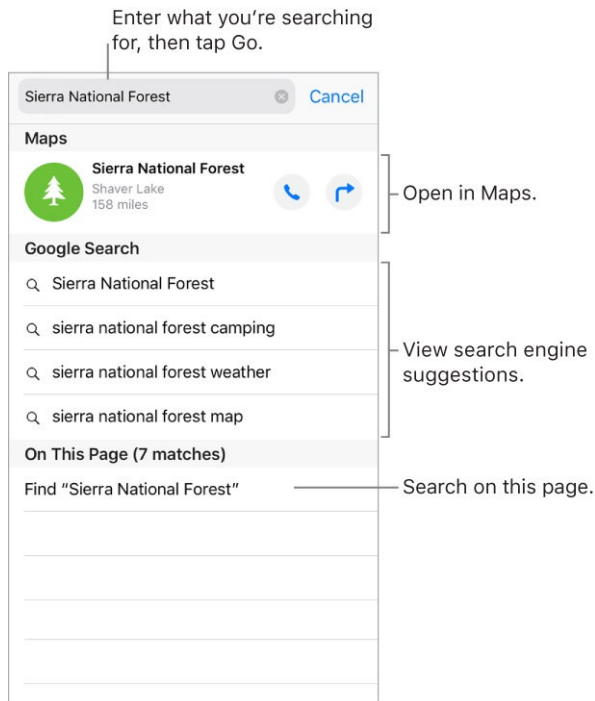 Enter what you’re searching
for, then tap Go.
Sierra National Forest
Cancel
Maps
Sierra National Forest
Shaver Lake
158 miles
Open in Maps.
Google Search
Sierra National Forest
sierra national forest camping
sierra national forest weather
sierra national forest map
View search engine
suggestions.
On This Page (7 matches)
Find “Sierra National Forest”
Search on this page.